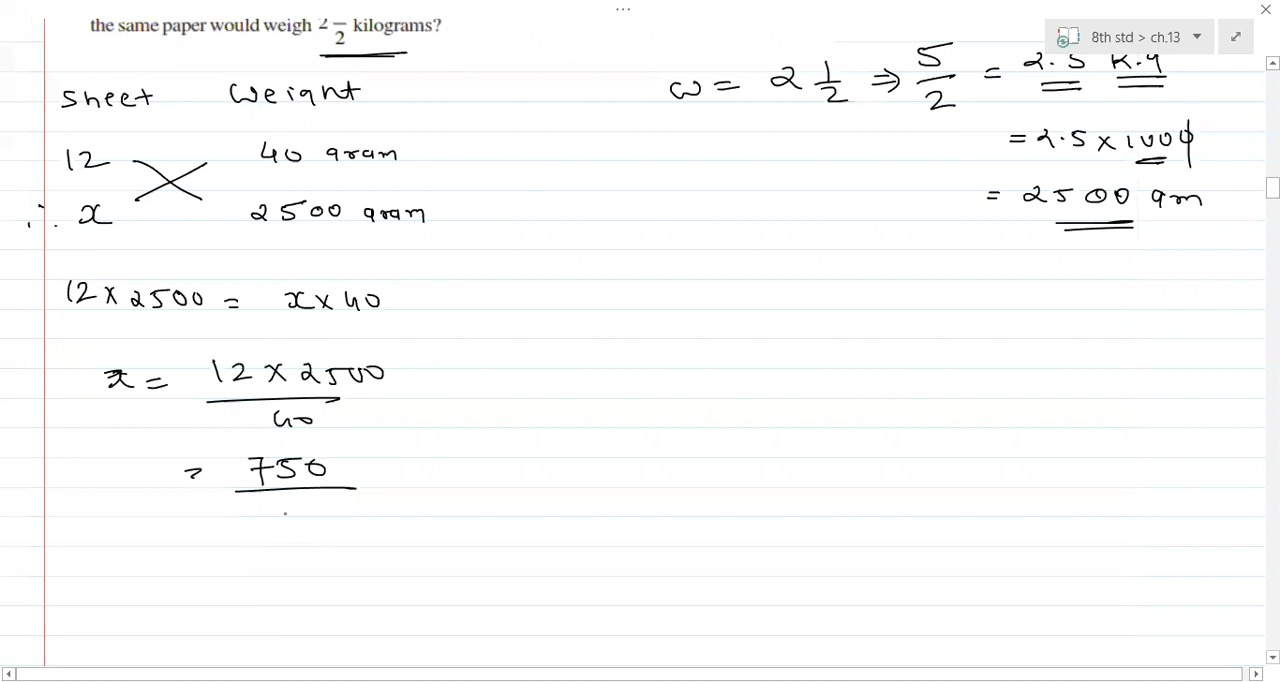 the same paper would weigh 2 1/2 kilograms?
8th std > ch.13
sheet weight
12 40 gram
∴ x 2500 gram
12 × 2500 = x × 40
x = 12 × 2500 / 40
= 750
w = 2 1/2 ⇒ 5/2 = 2.5 k.g
= 2.5 × 1000
= 2500 gm